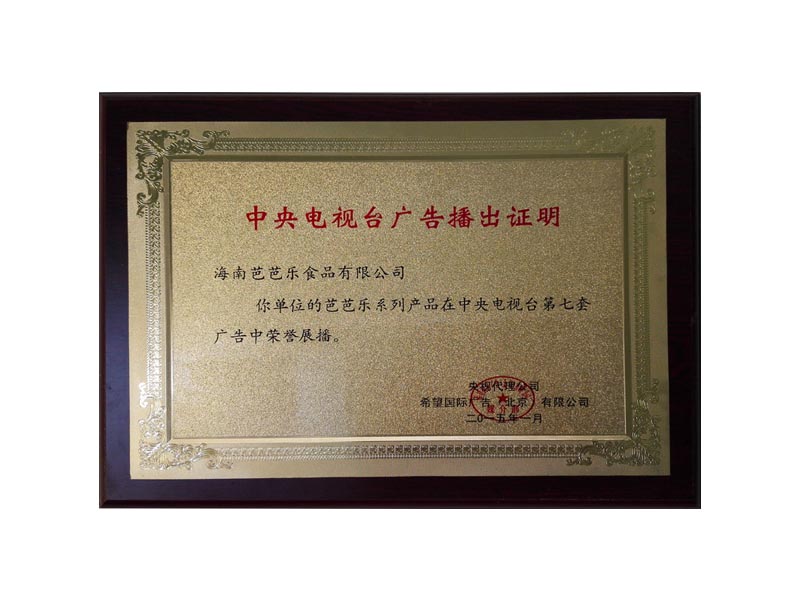 中央电视台广告播出证明
海南芭芭乐食品有限公司
你单位的芭芭乐系列产品在中央电视台第七套
广告中荣誉展播。
央视代理公司
希望国际广告（北京）有限公司
二〇一五年一月